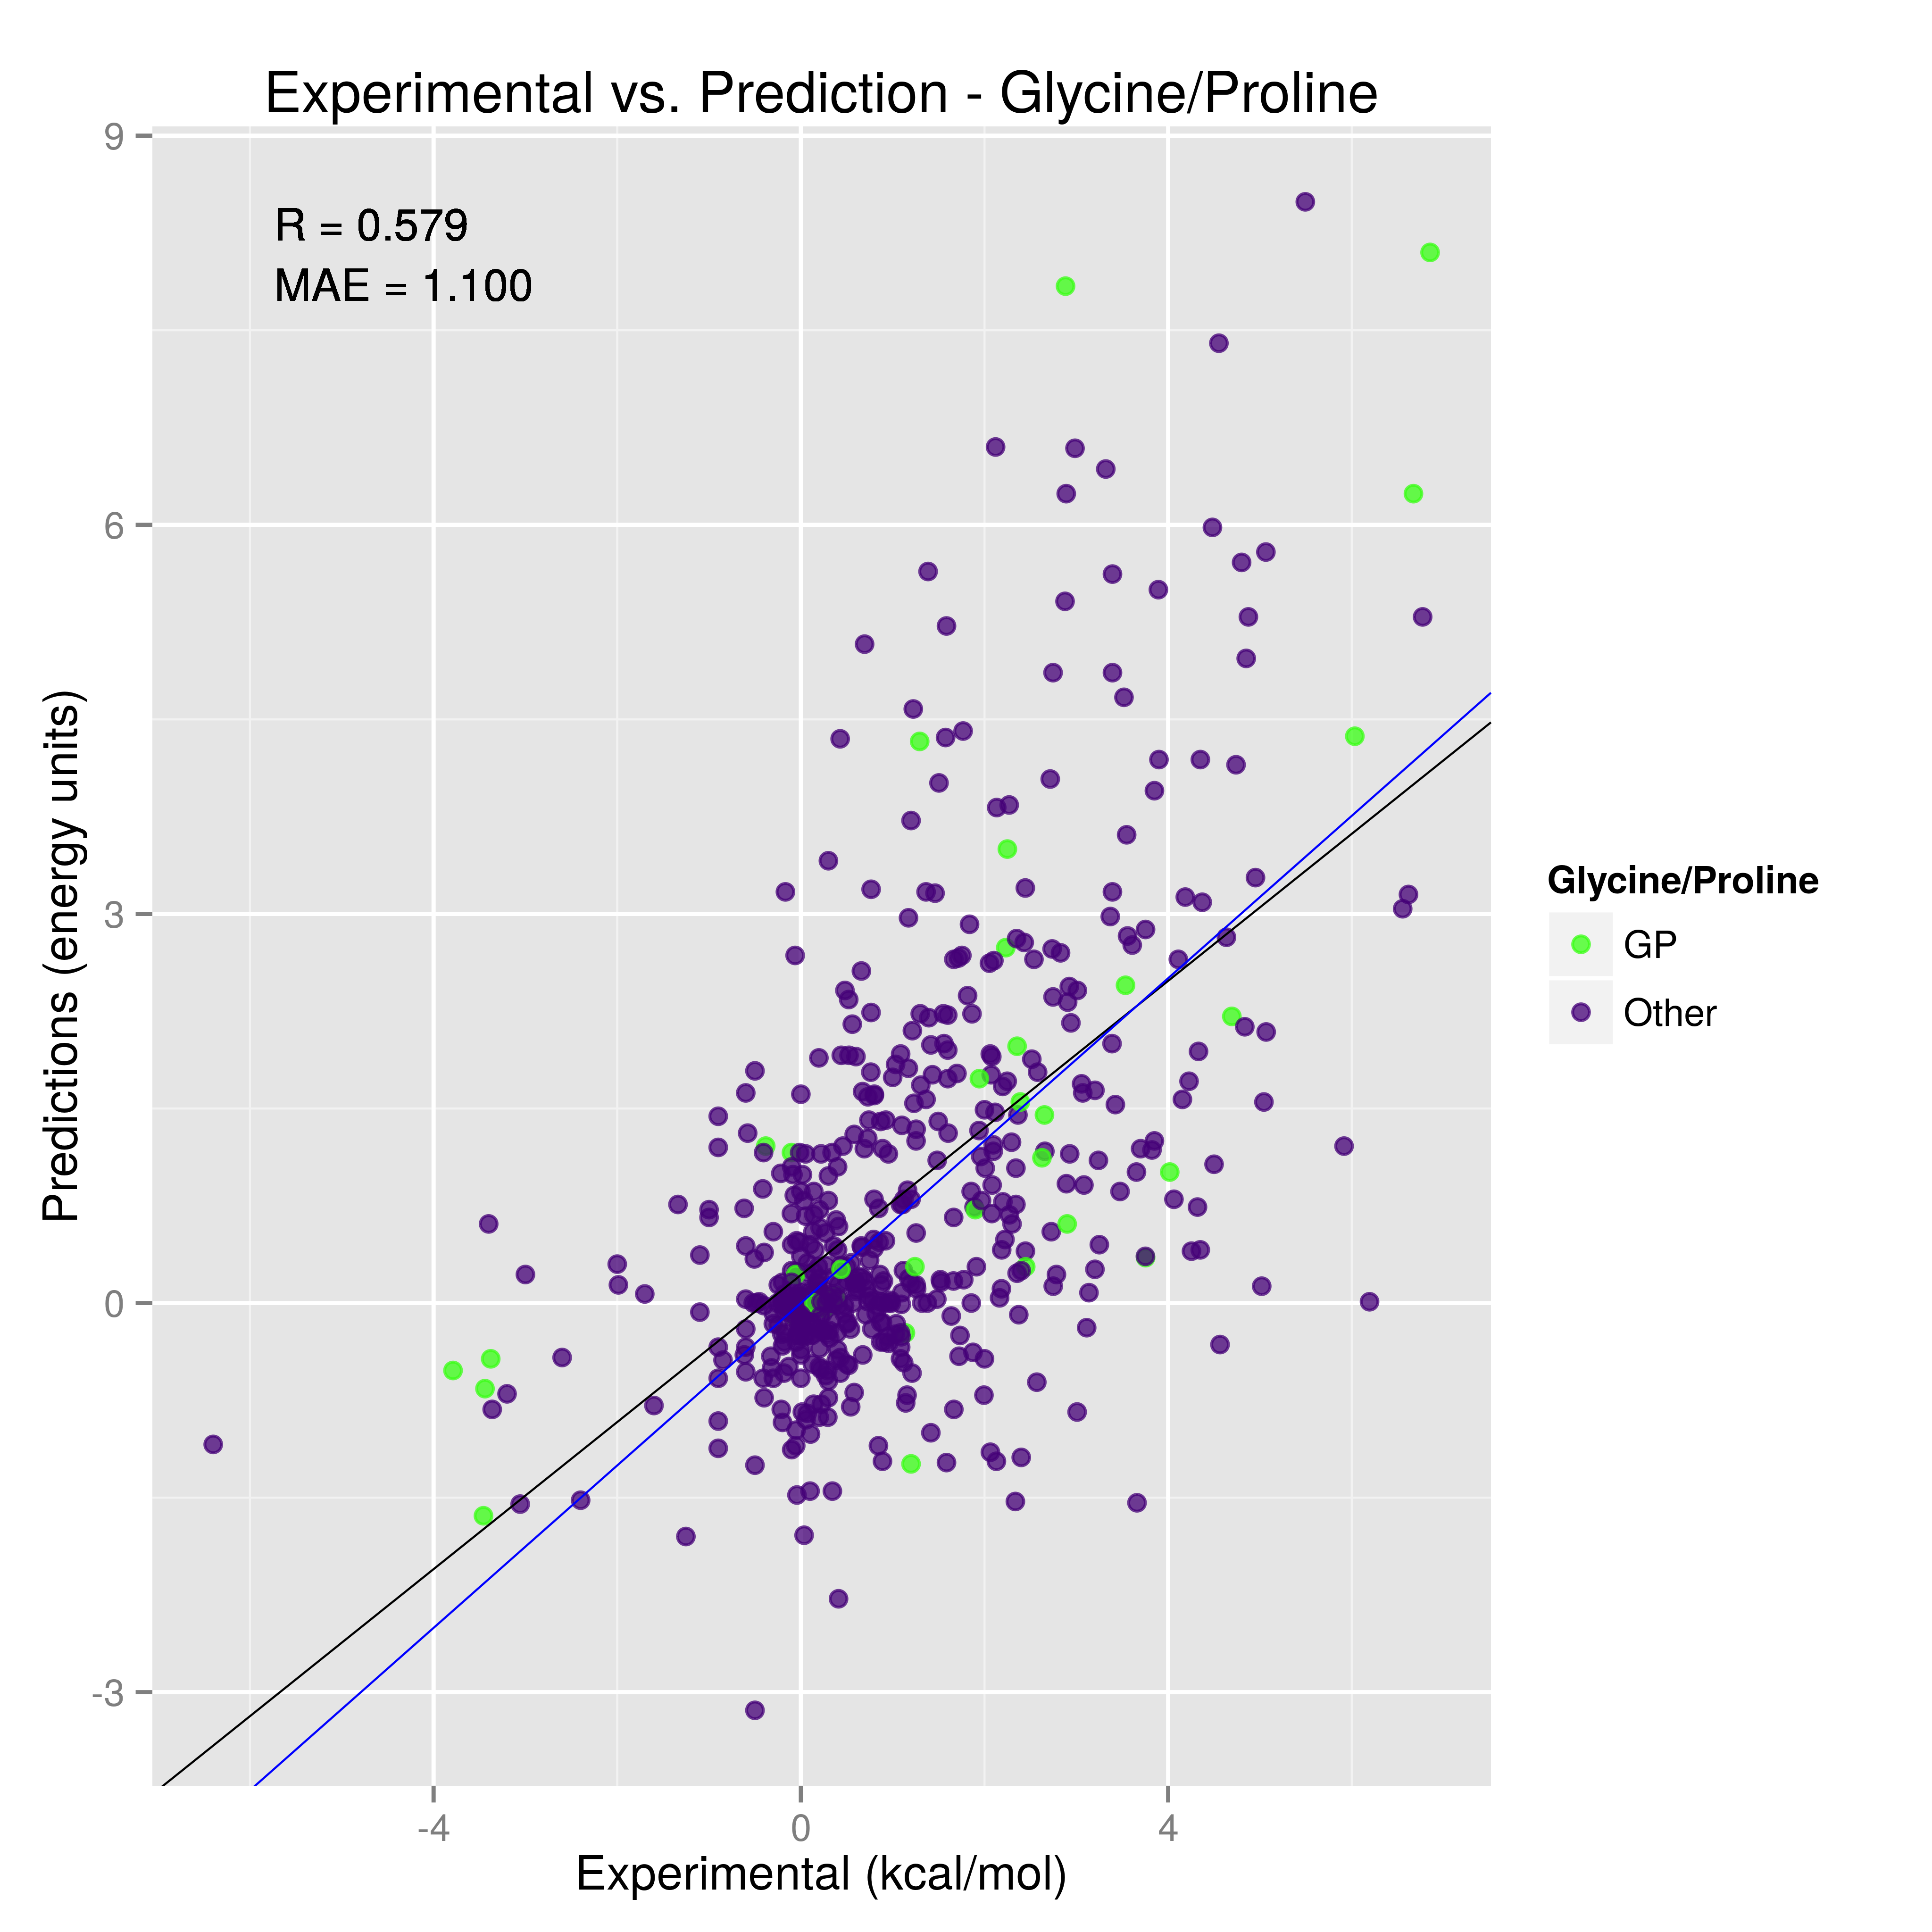 Experimental vs. Prediction - Glycine/Proline
R = 0.579
MAE = 1.100
9
6
3
0
-3
Predictions (energy units)
-4
0
4
Experimental (kcal/mol)
Glycine/Proline
GP
Other